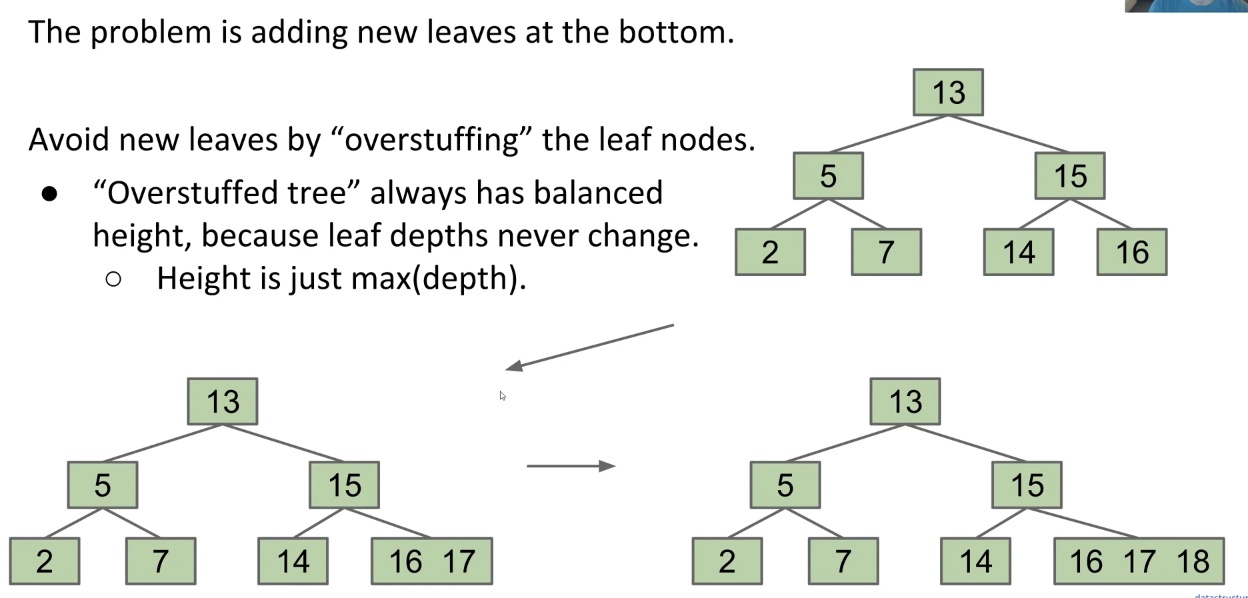 The problem is adding new leaves at the bottom.
13
Avoid new leaves by “overstuffing” the leaf nodes.
5 15
● “Overstuffed tree” always has balanced
height, because leaf depths never change.
2 7 14 16
○ Height is just max(depth).
13
5 15
2 7 14 16 17
13
5 15
2 7 14 16 17 18